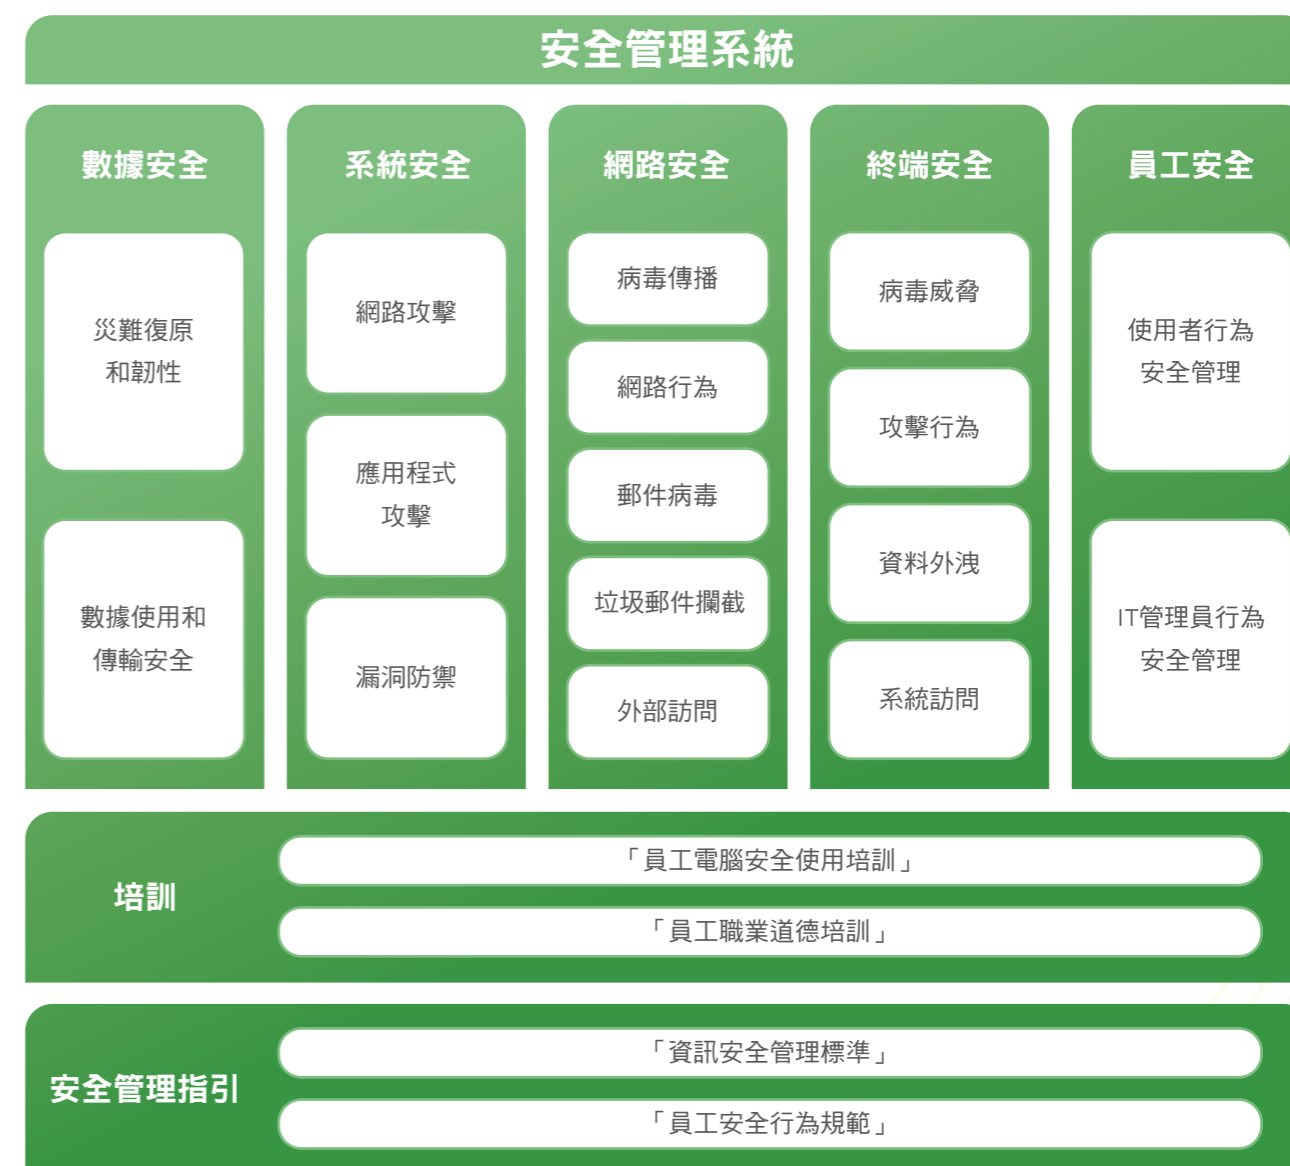 安全管理系統
數據安全
災難復原
和韌性
數據使用和
傳輸安全
系統安全
網路攻擊
應用程式
攻擊
漏洞防禦
網路安全
病毒傳播
網路行為
郵件病毒
垃圾郵件攔截
外部訪問
終端安全
病毒威脅
攻擊行為
資料外洩
系統訪問
員工安全
使用者行為
安全管理
IT管理員行為
安全管理
培訓
「員工電腦安全使用培訓」
「員工職業道德培訓」
安全管理指引
「資訊安全管理標準」
「員工安全行為規範」